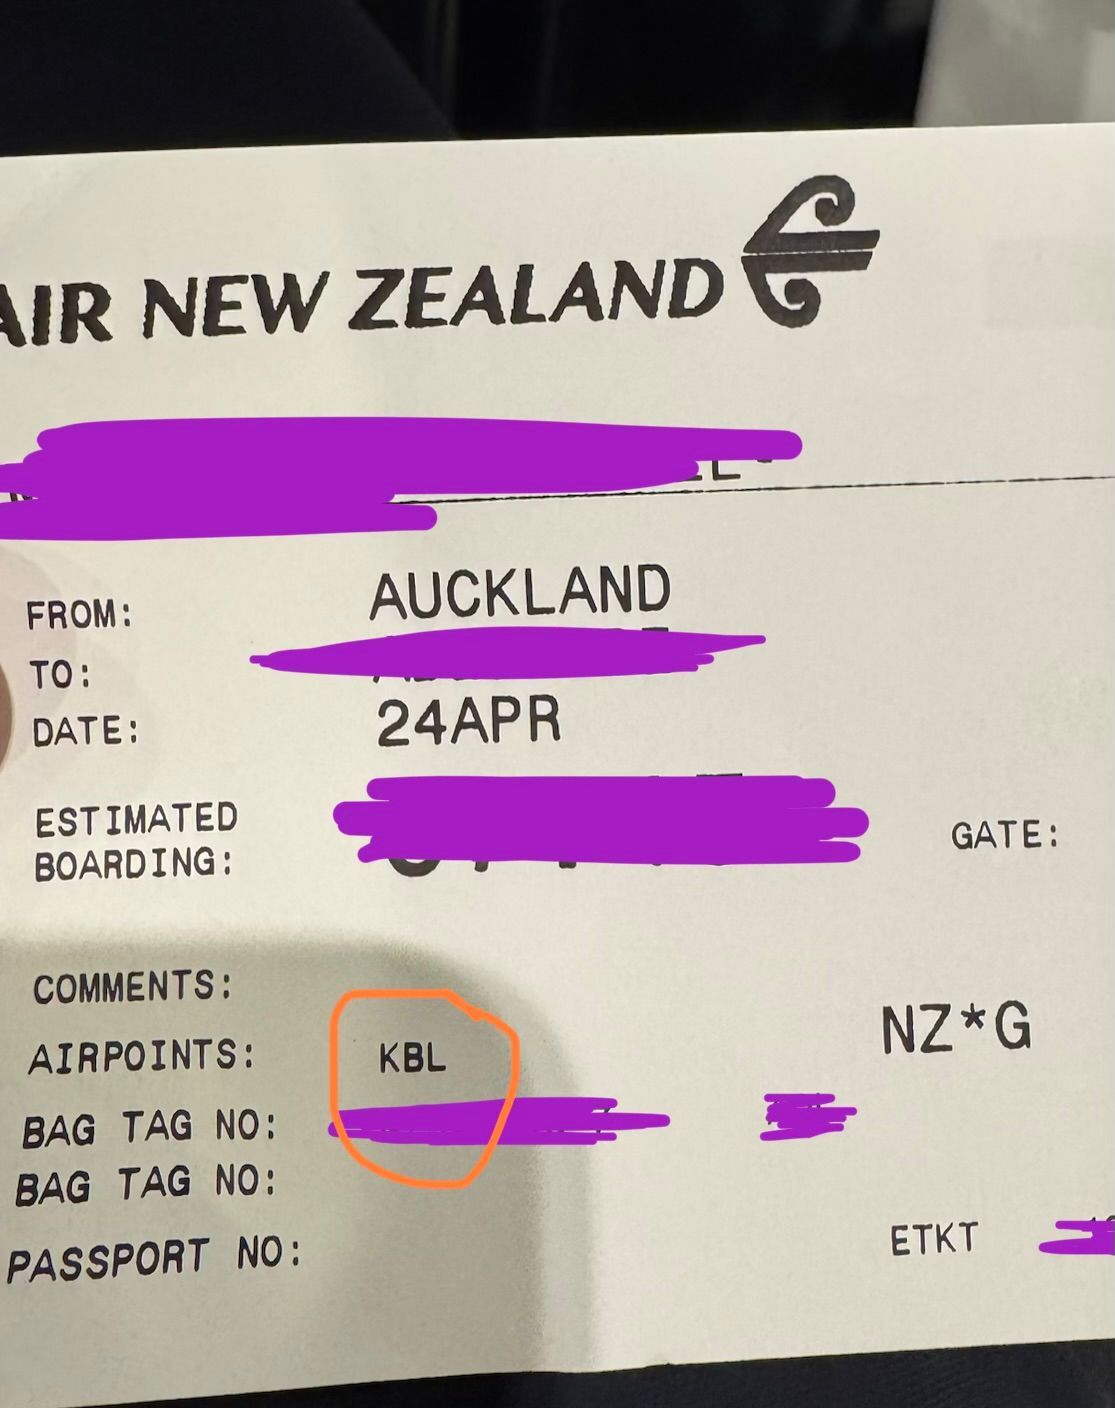 AIR NEW ZEALAND
FROM: AUCKLAND
TO:
DATE: 24APR
ESTIMATED
BOARDING:
GATE:
COMMENTS:
AIRPOINTS: KBL NZ*G
BAG TAG NO:
BAG TAG NO:
PASSPORT NO:
ETKT